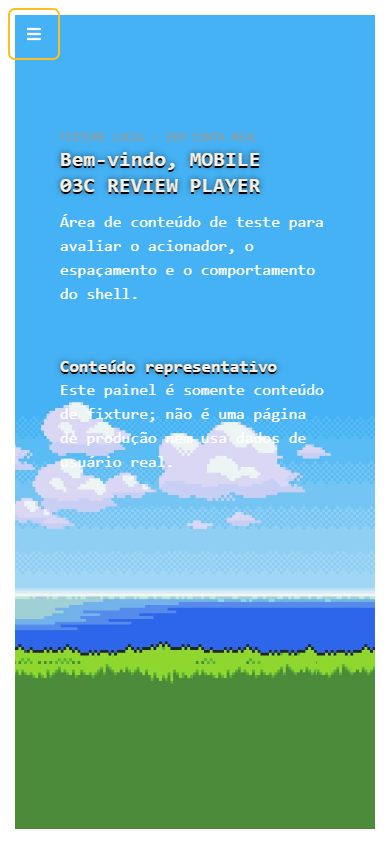 FIXTURE LOCAL · SEM CONTA REAL
Bem-vindo, MOBILE
03C REVIEW PLAYER
Área de conteúdo de teste para
avaliar o acionador, o
espaçamento e o comportamento
do shell.
Conteúdo representativo
Este painel é somente conteúdo
de fixture; não é uma página
de produção nem usa dados de
usuário real.